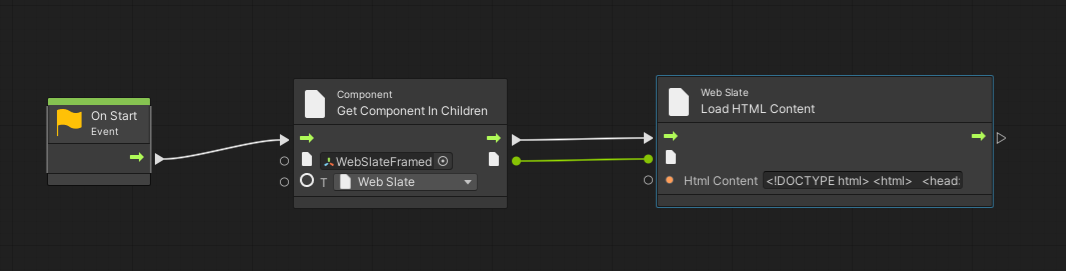 On Start
Event
Component
Get Component In Children
WebSlateFramed
T
Web Slate
Web Slate
Load HTML Content
Html Content
<!DOCTYPE html> <html>   <head>